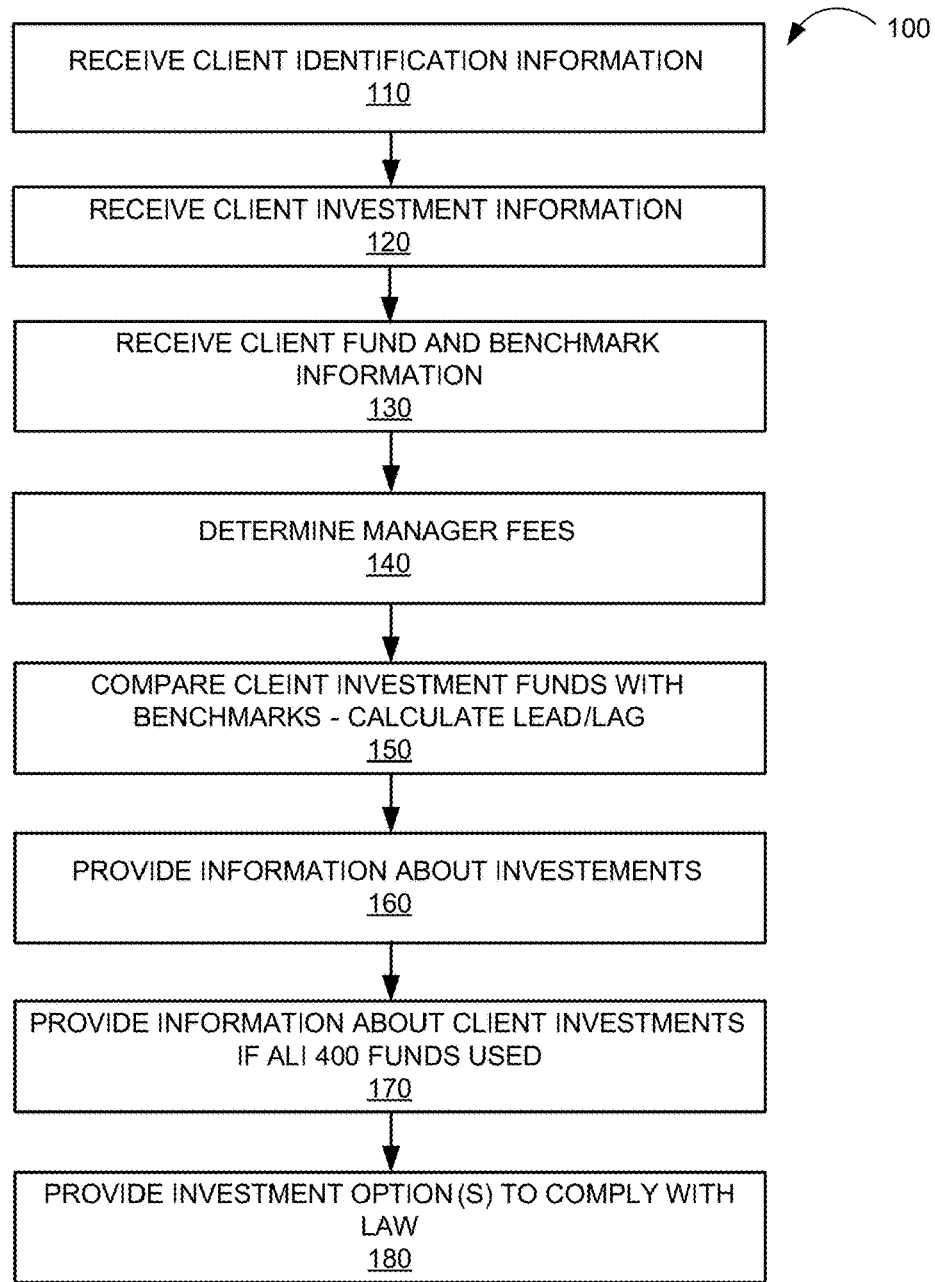 100
RECEIVE CLIENT IDENTIFICATION INFORMATION
110
RECEIVE CLIENT INVESTMENT INFORMATION
120
RECEIVE CLIENT FUND AND BENCHMARK
INFORMATION
130
DETERMINE MANAGER FEES
140
COMPARE CLEINT INVESTMENT FUNDS WITH
BENCHMARKS - CALCULATE LEAD/LAG
150
PROVIDE INFORMATION ABOUT INVESTEMENTS
160
PROVIDE INFORMATION ABOUT CLIENT INVESTMENTS
IF ALI 400 FUNDS USED
170
PROVIDE INVESTMENT OPTION(S) TO COMPLY WITH
LAW
180